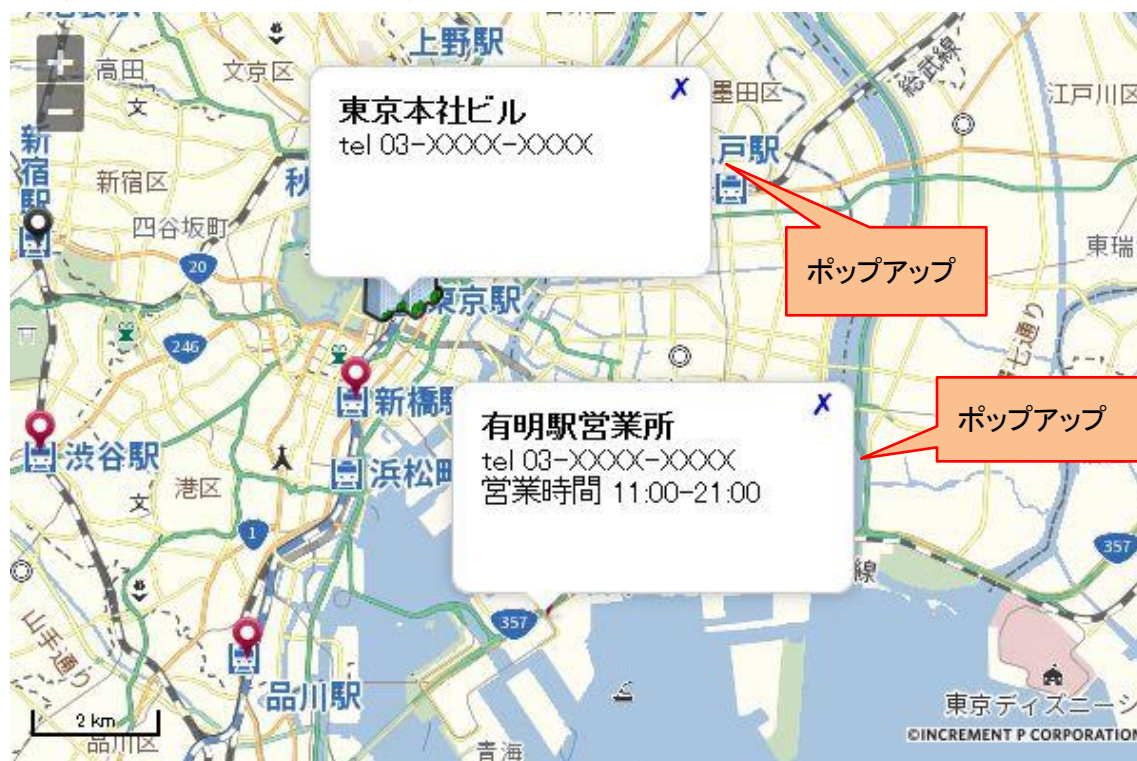 上野駅
高田
文京区
東京本社ビル
tel 03-XXXX-XXXX
X
墨田区
総武線
江戸川区
新宿駅
新宿区
四谷坂町
戸駅
20
ポップアップ
東瑞
東京駅
246
七通り
新橋駅
有明駅営業所
tel 03-XXXX-XXXX
営業時間 11:00-21:00
X
ポップアップ
渋谷駅
港区
浜松町
1
357
線
357
山手通り
品川駅
2 km
品川区
青海
東京ディズニーシ
©INCREMENT P CORPORATION